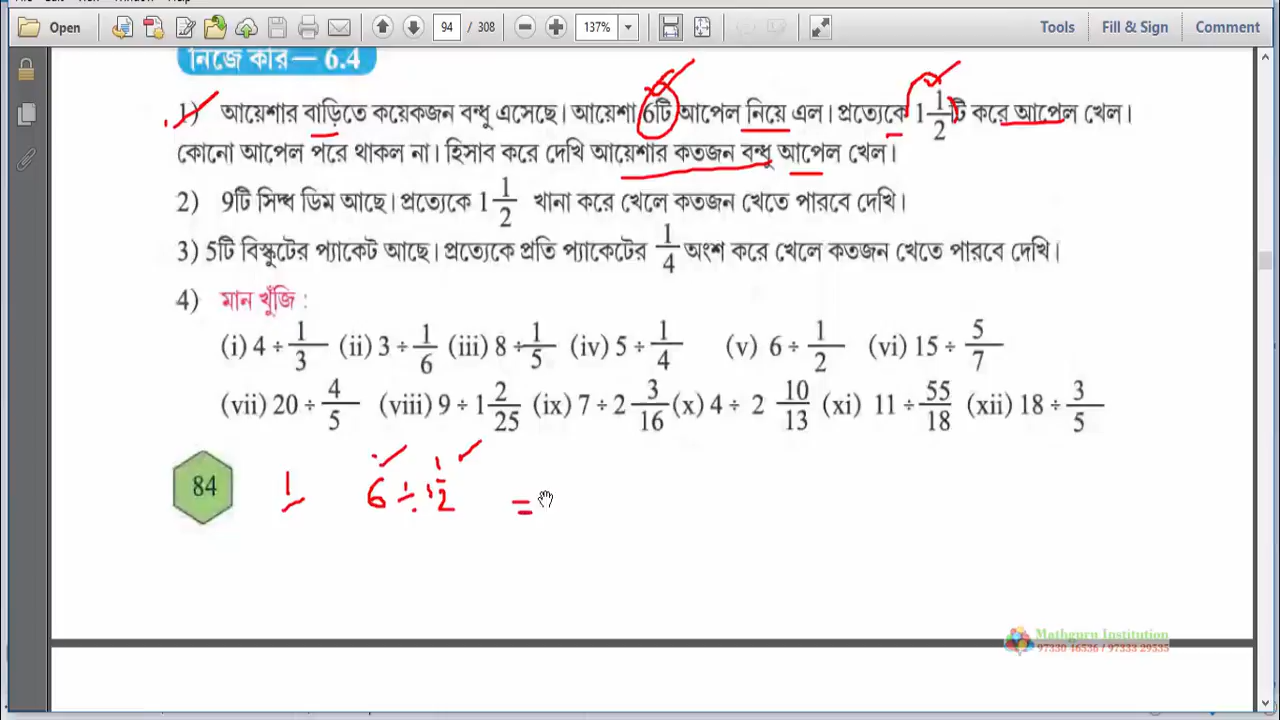 Open 94 / 308 137% Tools Fill & Sign Comment
নিজে করি — 6.4
1) আয়েশার বাড়িতে কয়েকজন বন্ধু এসেছে। আয়েশা 6টি আপেল নিয়ে এল। প্রত্যেকে 1 1/2 টি করে আপেল খেল।
কোনো আপেল পরে থাকল না। হিসাব করে দেখি আয়েশার কতজন বন্ধু আপেল খেল।
2) 9টি সিদ্ধ ডিম আছে। প্রত্যেকে 1 1/2 খানা করে খেলে কতজন খেতে পারবে দেখি।
3) 5টি বিস্কুটের প্যাকেট আছে। প্রত্যেকে প্রতি প্যাকেটের 1/4 অংশ করে খেলে কতজন খেতে পারবে দেখি।
4) মান খুঁজি :
(i) 4 ÷ 1/3 (ii) 3 ÷ 1/6 (iii) 8 ÷ 1/5 (iv) 5 ÷ 1/4 (v) 6 ÷ 1/2 (vi) 15 ÷ 5/7
(vii) 20 ÷ 4/5 (viii) 9 ÷ 1 2/25 (ix) 7 ÷ 2 3/16 (x) 4 ÷ 2 10/13 (xi) 11 ÷ 55/18 (xii) 18 ÷ 3/5
84 1 6 ÷ 1 1/2 =
Mathguru Institution
97330 16536 / 97333 29535